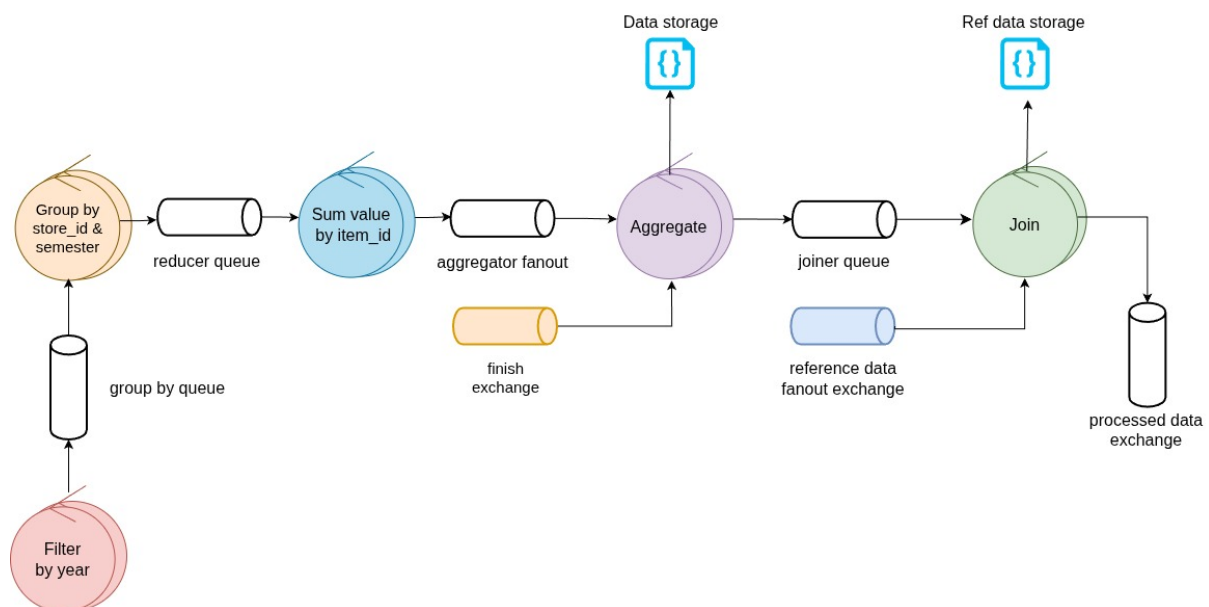 Data storage
Ref data storage
{}
{}
Group by
store_id &
semester
reducer queue
Sum value
by item_id
aggregator fanout
Aggregate
joiner queue
Join
finish
exchange
reference data
fanout exchange
group by queue
processed data
exchange
Filter
by year